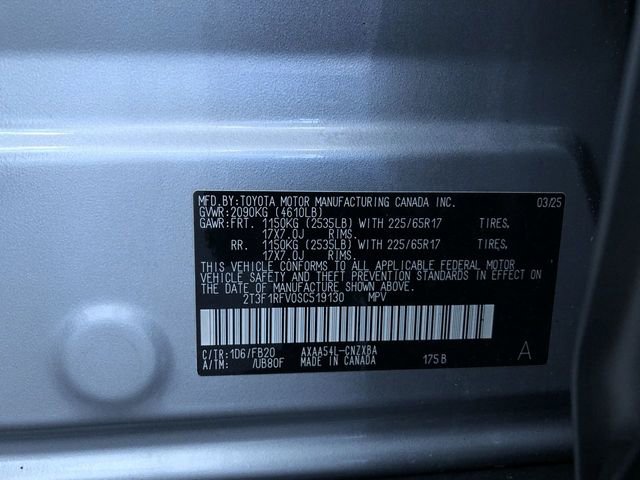 MFD.BY:TOYOTA MOTOR MANUFACTURING CANADA INC. 03/25
GVWR:2090KG (4610LB)
GAWR:FRT. 1150KG (2535LB) WITH 225/65R17 TIRES,
17X7.0J RIMS.
RR. 1150KG (2535LB) WITH 225/65R17 TIRES,
17X7.0J RIMS.
THIS VEHICLE CONFORMS TO ALL APPLICABLE FEDERAL MOTOR
VEHICLE SAFETY AND THEFT PREVENTION STANDARDS IN EFFECT ON
THE DATE OF MANUFACTURE SHOWN ABOVE.
2T3F1RFV0SC519130 MPV
C/TR:1D6/FB20 AXAA54L-CNZXBA
A/TM: /UB80F MADE IN CANADA 175B A